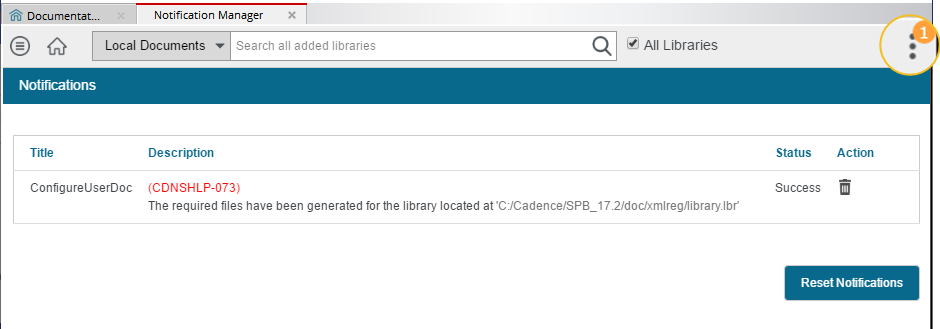 Documentat...
Notification Manager
1
Local Documents
Search all added libraries
All Libraries
Notifications
Title Description Status Action
ConfigureUserDoc (CDNSHLP-073) Success
The required files have been generated for the library located at 'C:/Cadence/SPB_17.2/doc/xmlreg/library.lbr'
Reset Notifications